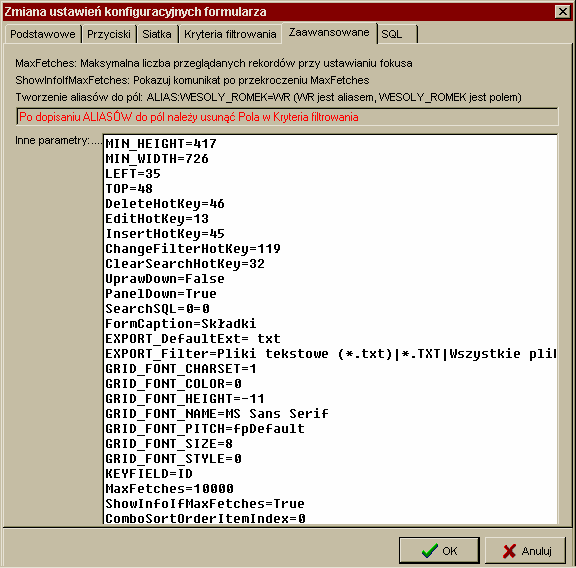 Zmiana ustawień konfiguracyjnych formularza
Podstawowe Przyciski Siatka Kryteria filtrowania Zaawansowane SQL
MaxFetches: Maksymalna liczba przeglądanych rekordów przy ustawianiu fokusa
ShowInfoIfMaxFetches: Pokazuj komunikat po przekroczeniu MaxFetches
Tworzenie aliasów do pól: ALIAS:WESOLY_ROMEK=WR (WR jest aliasem, WESOLY_ROMEK jest polem)
Po dopisaniu ALIASÓW do pól należy usunąć Pola w Kryteria filtrowania
Inne parametry:....
MIN_HEIGHT=417
MIN_WIDTH=726
LEFT=35
TOP=48
DeleteHotKey=46
EditHotKey=13
InsertHotKey=45
ChangeFilterHotKey=119
ClearSearchHotKey=32
UprawDown=False
PanelDown=True
SearchSQL=0=0
FormCaption=Składki
EXPORT_DefaultExt= txt
EXPORT_Filter=Pliki tekstowe (*.txt)|*.TXT|Wszystkie plik
GRID_FONT_CHARSET=1
GRID_FONT_COLOR=0
GRID_FONT_HEIGHT=-11
GRID_FONT_NAME=MS Sans Serif
GRID_FONT_PITCH=fpDefault
GRID_FONT_SIZE=8
GRID_FONT_STYLE=0
KEYFIELD=ID
MaxFetches=10000
ShowInfoIfMaxFetches=True
ComboSortOrderItemIndex=0
OK Anuluj